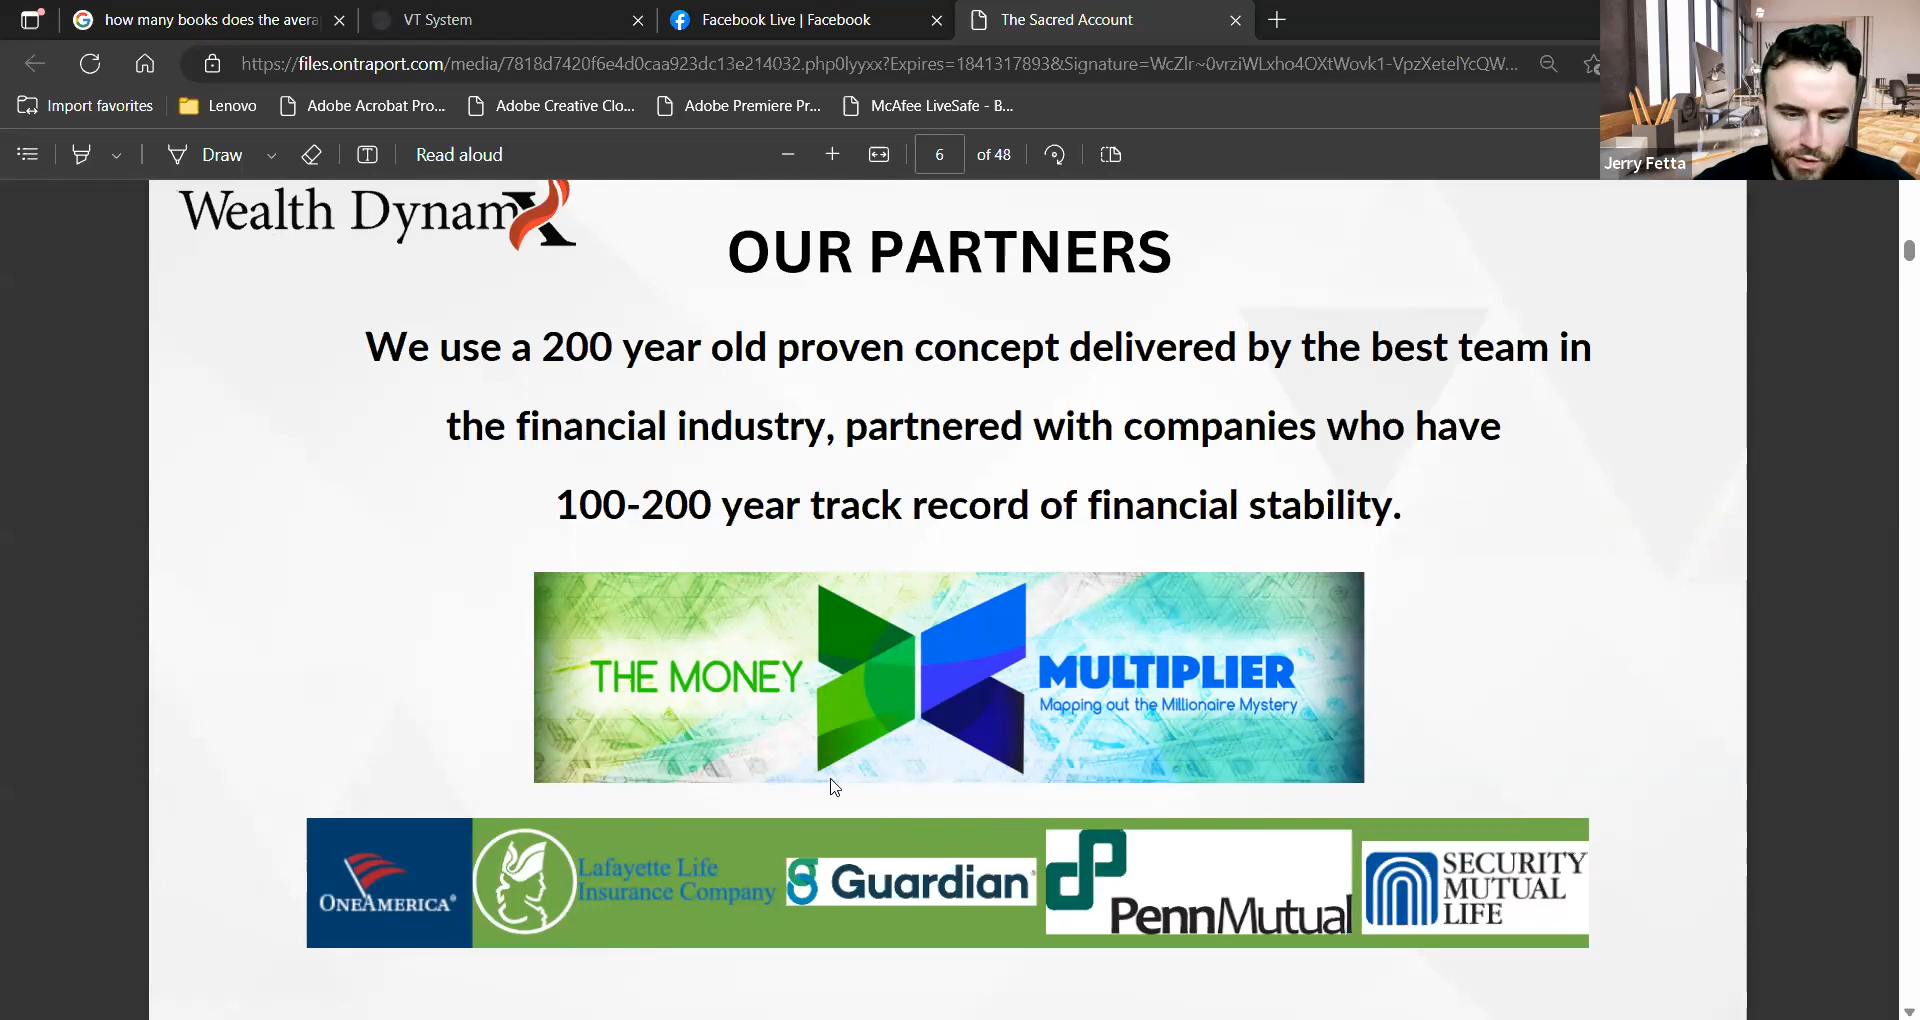 how many books does the avera
VT System
Facebook Live | Facebook
The Sacred Account
https://files.ontraport.com/media/7818d7420f6e4d0caa923dc13e214032.php0lyyxx?Expires=1841317893&Signature=WcZlr~0vrziWLxho4OXtWovk1-VpzXetelYcQW...
Import favorites
Lenovo
Adobe Acrobat Pro...
Adobe Creative Clo...
Adobe Premiere Pr...
McAfee LiveSafe - B...
Draw
Read aloud
6
of 48
Jerry Fetta
Wealth DynamX
OUR PARTNERS
We use a 200 year old proven concept delivered by the best team in
the financial industry, partnered with companies who have
100-200 year track record of financial stability.
THE MONEY
MULTIPLIER
Mapping out the Millionaire Mystery
ONEAMERICA®
Lafayette Life
Insurance Company
Guardian
PennMutual
SECURITY
MUTUAL
LIFE